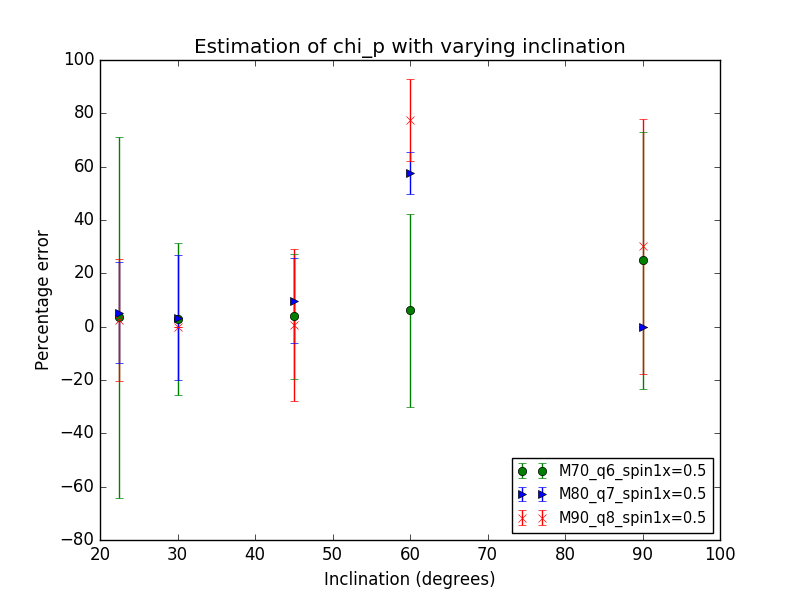 Estimation of chi_p with varying inclination
100
80
60
40
20
0
−20
−40
−60
−80
Percentage error
20 30 40 50 60 70 80 90 100
Inclination (degrees)
M70_q6_spin1x=0.5
M80_q7_spin1x=0.5
M90_q8_spin1x=0.5